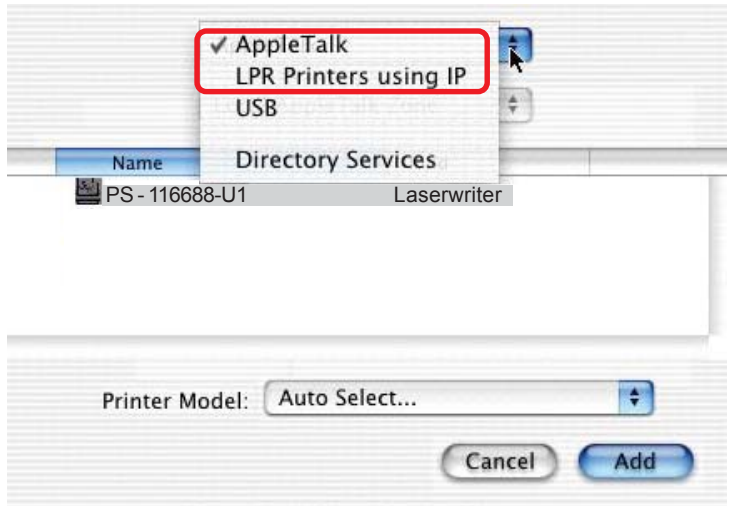 ✓ AppleTalk
LPR Printers using IP
USB
Directory Services
Name
PS - 116688-U1 Laserwriter
Printer Model: Auto Select...
Cancel Add